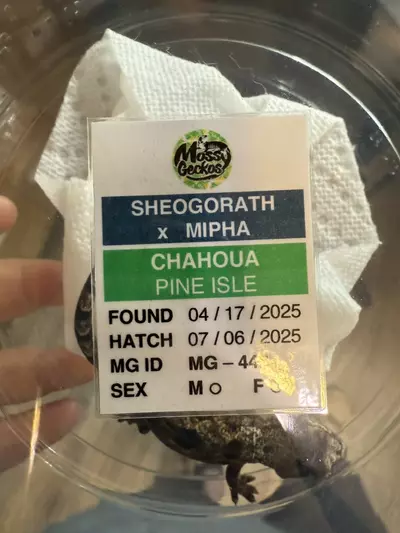 Mossy
Geckos
SHEOGORATH
x MIPHA
CHAHOUA
PINE ISLE
FOUND 04 / 17 / 2025
HATCH 07 / 06 / 2025
MG ID MG – 44
SEX M F